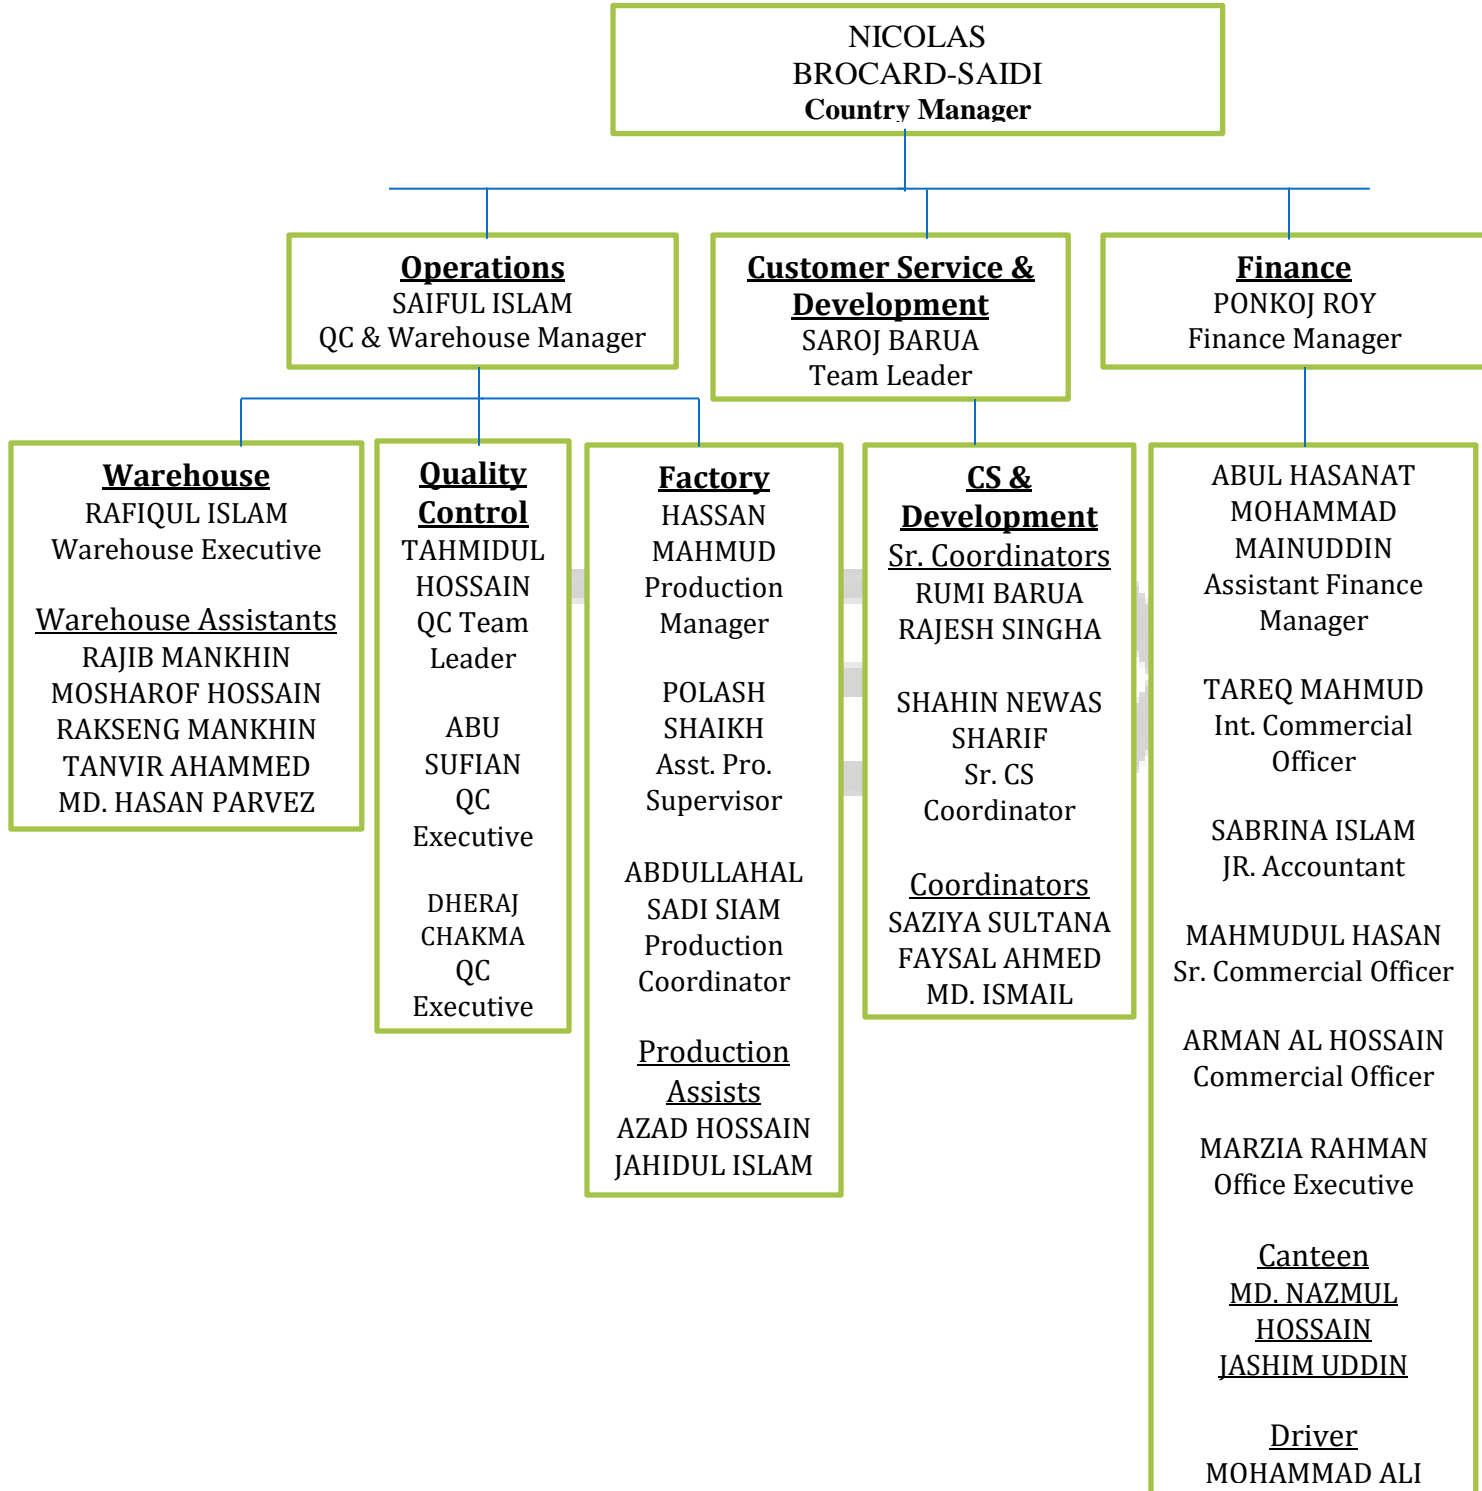 NICOLAS
BROCARD-SAIDI
Country Manager
Operations
SAIFUL ISLAM
QC & Warehouse Manager
Customer Service &
Development
SAROJ BARUA
Team Leader
Finance
PONKOJ ROY
Finance Manager
Warehouse
RAFIQUL ISLAM
Warehouse Executive
Warehouse Assistants
RAJIB MANKHIN
MOSHAROF HOSSAIN
RAKSENG MANKHIN
TANVIR AHAMMED
MD. HASAN PARVEZ
Quality
Control
TAHMIDUL
HOSSAIN
QC Team
Leader
ABU
SUFIAN
QC
Executive
DHERAJ
CHAKMA
QC
Executive
Factory
HASSAN
MAHMUD
Production
Manager
POLASH
SHAIKH
Asst. Pro.
Supervisor
ABDULLAHAL
SADI SIAM
Production
Coordinator
Production
Assists
AZAD HOSSAIN
JAHIDUL ISLAM
CS &
Development
Sr. Coordinators
RUMI BARUA
RAJESH SINGHA
SHAHIN NEWAS
SHARIF
Sr. CS
Coordinator
Coordinators
SAZIYA SULTANA
FAYSAL AHMED
MD. ISMAIL
ABUL HASANAT
MOHAMMAD
MAINUDDIN
Assistant Finance
Manager
TAREQ MAHMUD
Int. Commercial
Officer
SABRINA ISLAM
JR. Accountant
MAHMUDUL HASAN
Sr. Commercial Officer
ARMAN AL HOSSAIN
Commercial Officer
MARZIA RAHMAN
Office Executive
Canteen
MD. NAZMUL
HOSSAIN
JASHIM UDDIN
Driver
MOHAMMAD ALI